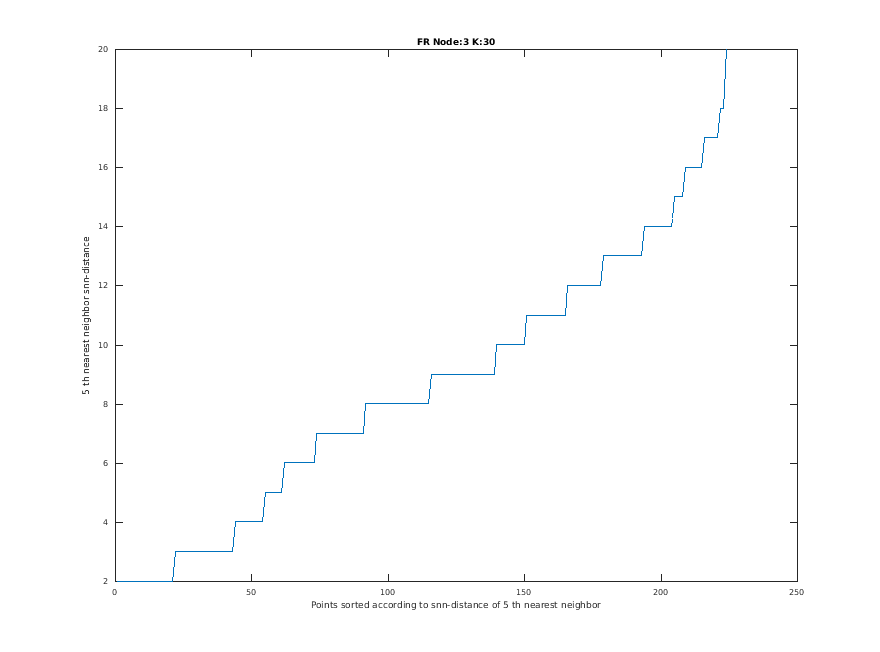 FR Node:3 K:30
20
18
16
14
12
10
8
6
4
2
5 th nearest neighbor snn-distance
0 50 100 150 200 250
Points sorted according to snn-distance of 5 th nearest neighbor